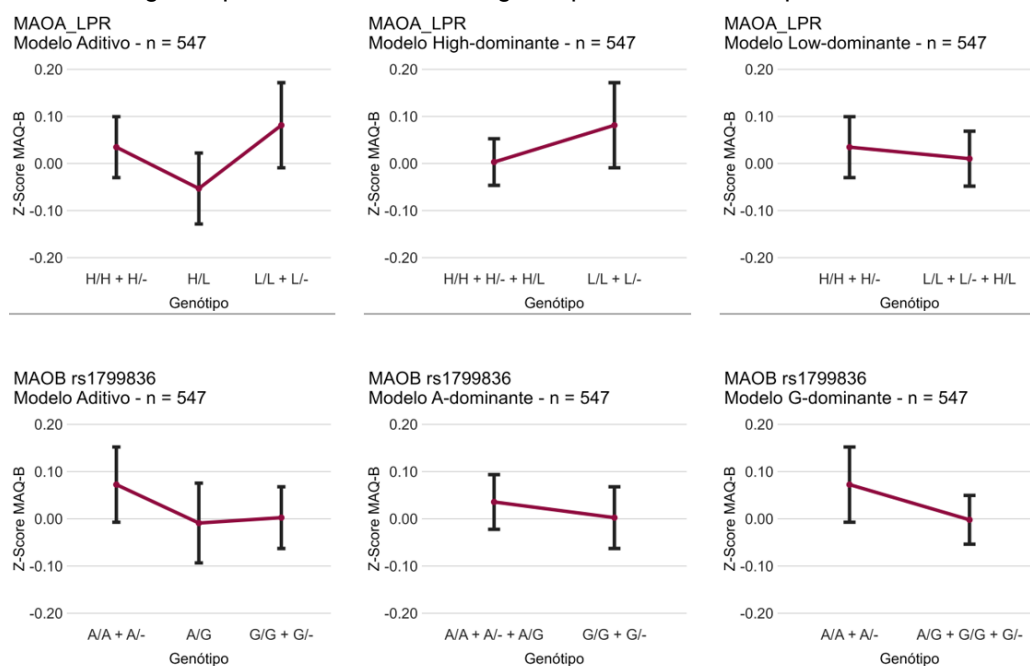 MAOA_LPR
Modelo Aditivo - n = 547
0.20
0.10
0.00
-0.10
-0.20
Z-Score MAQ-B
H/H + H/- H/L L/L + L/-
Genótipo
MAOA_LPR
Modelo High-dominante - n = 547
0.20
0.10
0.00
-0.10
-0.20
Z-Score MAQ-B
H/H + H/- + H/L L/L + L/-
Genótipo
MAOA_LPR
Modelo Low-dominante - n = 547
0.20
0.10
0.00
-0.10
-0.20
Z-Score MAQ-B
H/H + H/- L/L + L/- + H/L
Genótipo
MAOB rs1799836
Modelo Aditivo - n = 547
0.20
0.10
0.00
-0.10
-0.20
Z-Score MAQ-B
A/A + A/- A/G G/G + G/-
Genótipo
MAOB rs1799836
Modelo A-dominante - n = 547
0.20
0.10
0.00
-0.10
-0.20
Z-Score MAQ-B
A/A + A/- + A/G G/G + G/-
Genótipo
MAOB rs1799836
Modelo G-dominante - n = 547
0.20
0.10
0.00
-0.10
-0.20
Z-Score MAQ-B
A/A + A/- A/G + G/G + G/-
Genótipo